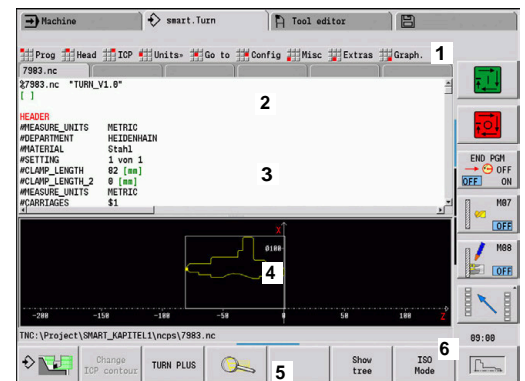 Machine smart.Turn Tool editor
Prog Head ICP Units» Go to Config Misc Extras Graph. 1
7983.nc
%7983.nc "TURN_V1.0"
[ ]
2
HEADER
#MEASURE_UNITS METRIC
#DEPARTMENT HEIDENHAIN
#MATERIAL Stahl
#SETTING 1 von 1
#CLAMP_LENGTH 82 [mm]
3
#CLAMP_LENGTH_2 0 [mm]
#MEASURE_UNITS METRIC
#CARRIAGES $1
END PGM
OFF
OFF ON
M07
OFF
M08
OFF
X
Ø100
4
-200 -150 -100 -50 0 50 100 Z
TNC:\Project\SMART_KAPITEL1\ncps\7983.nc
09:00
6
Change ICP contour
TURN PLUS
5
Show tree
ISO Mode